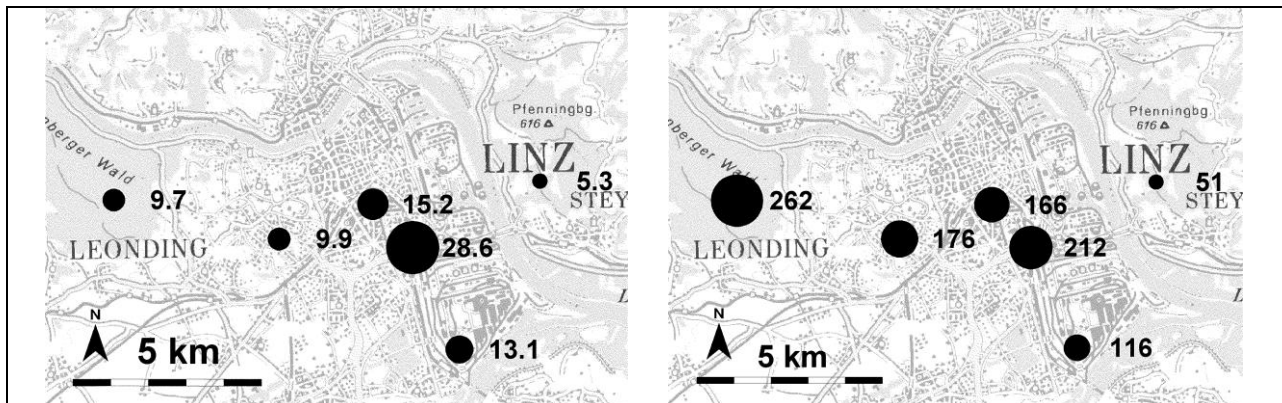 Pfenningbg.
616
LINZ
berger Wald
5.3
STEY
9.7
15.2
9.9
28.6
LEONDING
N
5 km
13.1
Pfenningbg.
616
LINZ
berger Wald
51
STEY
262
166
176
212
LEONDING
N
5 km
116